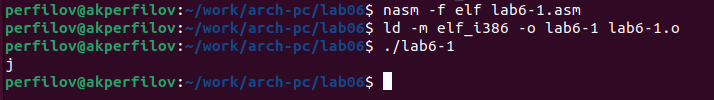 perfilov@akperfilov:~/work/arch-pc/lab06$ nasm -f elf lab6-1.asm
perfilov@akperfilov:~/work/arch-pc/lab06$ ld -m elf_i386 -o lab6-1 lab6-1.o
perfilov@akperfilov:~/work/arch-pc/lab06$ ./lab6-1
j
perfilov@akperfilov:~/work/arch-pc/lab06$